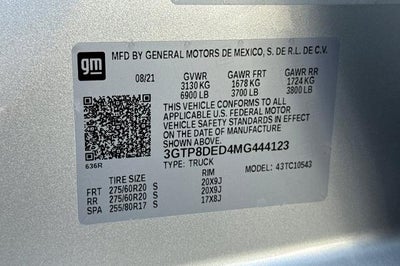 gm
MFD BY GENERAL MOTORS DE MEXICO, S. DE R.L. DE C.V.
08/21 GVWR GAWR FRT GAWR RR
3130 KG 1678 KG 1724 KG
6900 LB 3700 LB 3800 LB
THIS VEHICLE CONFORMS TO ALL
APPLICABLE U.S. FEDERAL MOTOR
VEHICLE SAFETY STANDARDS IN EFFECT
ON THE DATE OF MANUFACTURE SHOWN ABOVE.
3GTP8DED4MG444123
636R TYPE: TRUCK MODEL: 43TC10543
TIRE SIZE RIM
FRT 275/60R20 S 20X9J
RR 275/60R20 S 20X9J
SPA 255/80R17 S 17X8J